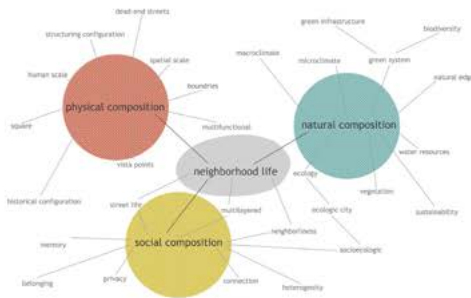 dead-end streets
green infrastructure
biodiversity
structuring configuration
macroclimate
microclimate
green system
spatial scale
human scale
natural edge
boundries
physical composition
natural composition
square
multifunctional
water resources
vista points
neighborhood life
ecology
vegetation
historical configuration
street life
multilayered
ecologic city
sustainability
neighborliness
memory
social composition
socioecologic
belonging
privacy
connection
heterogeneity